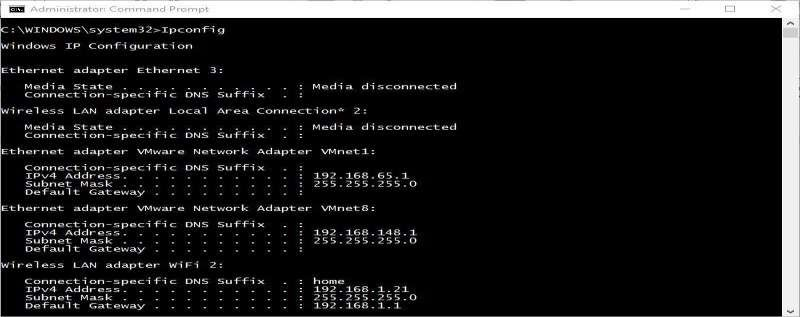 Administrator: Command Prompt
C:\WINDOWS\system32>Ipconfig
Windows IP Configuration
Ethernet adapter Ethernet 3:
Media State . . . . . . . . . . . : Media disconnected
Connection-specific DNS Suffix . :
Wireless LAN adapter Local Area Connection* 2:
Media State . . . . . . . . . . . : Media disconnected
Connection-specific DNS Suffix . :
Ethernet adapter VMware Network Adapter VMnet1:
Connection-specific DNS Suffix . :
IPv4 Address. . . . . . . . . . . : 192.168.65.1
Subnet Mask . . . . . . . . . . . : 255.255.255.0
Default Gateway . . . . . . . . . :
Ethernet adapter VMware Network Adapter VMnet8:
Connection-specific DNS Suffix . :
IPv4 Address. . . . . . . . . . . : 192.168.148.1
Subnet Mask . . . . . . . . . . . : 255.255.255.0
Default Gateway . . . . . . . . . :
Wireless LAN adapter WiFi 2:
Connection-specific DNS Suffix . : home
IPv4 Address. . . . . . . . . . . : 192.168.1.21
Subnet Mask . . . . . . . . . . . : 255.255.255.0
Default Gateway . . . . . . . . . : 192.168.1.1